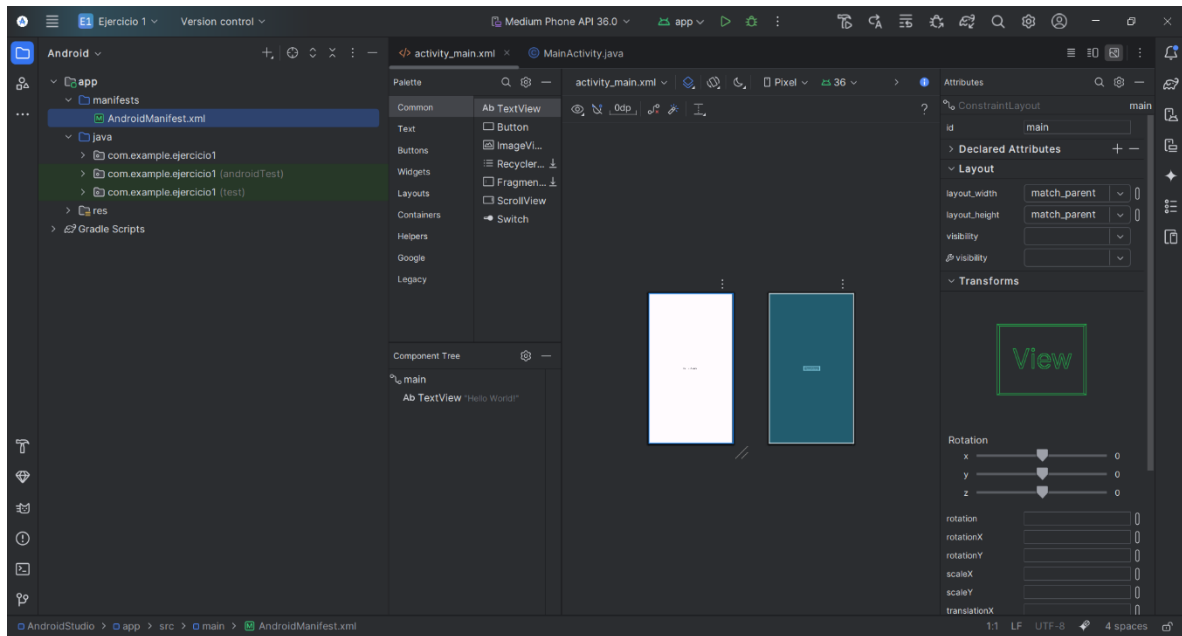 E1 Ejercicio 1 Version control Medium Phone API 36.0 app
Android
activity_main.xml MainActivity.java
app
manifests
AndroidManifest.xml
java
com.example.ejercicio1
com.example.ejercicio1 (androidTest)
com.example.ejercicio1 (test)
res
Gradle Scripts
Palette
Common
Text
Buttons
Widgets
Layouts
Containers
Helpers
Google
Legacy
Ab TextView
Button
ImageVi...
Recycler...
Fragmen...
ScrollView
Switch
Component Tree
main
Ab TextView "Hello World!"
activity_main.xml Pixel 36
0dp
?
Attributes
ConstraintLayout main
id main
Declared Attributes
Layout
layout_width match_parent
layout_height match_parent
visibility
visibility
Transforms
View
Rotation
x 0
y 0
z 0
rotation
rotationX
rotationY
scaleX
scaleY
translationX
AndroidStudio > app > src > main > AndroidManifest.xml 1:1 LF UTF-8 4 spaces